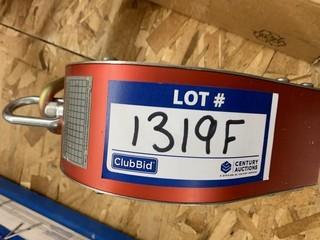 LOT #
1319F
ClubBid
CENTURY
AUCTIONS